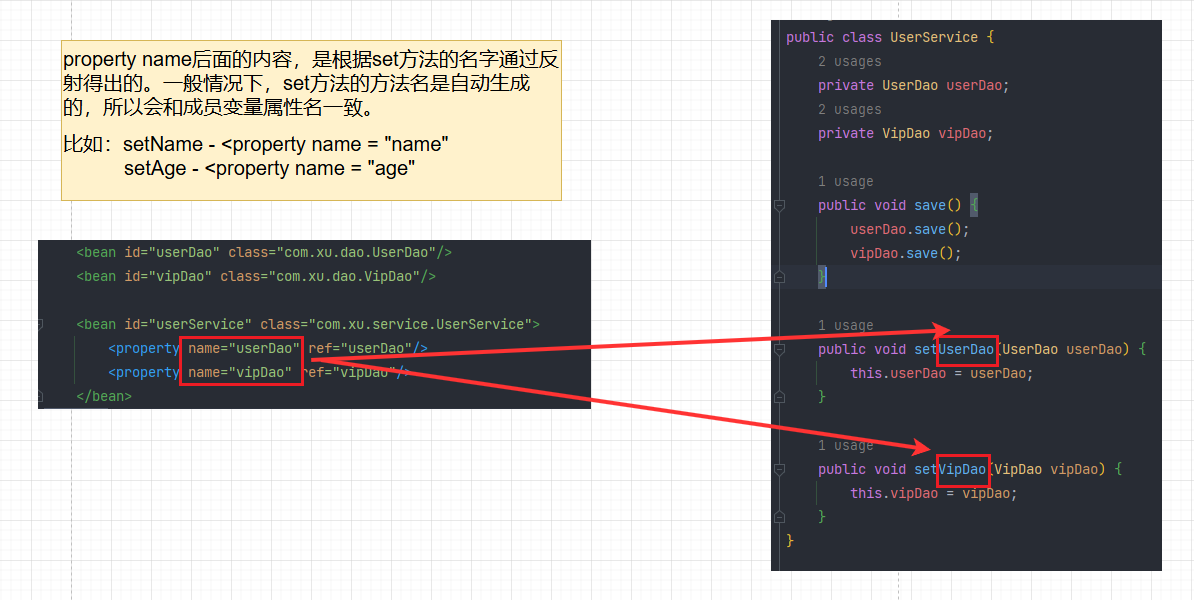 property name后面的内容，是根据set方法的名字通过反
射得出的。一般情况下，set方法的方法名是自动生成
的，所以会和成员变量属性名一致。
比如：setName - <property name = "name"
setAge - <property name = "age"
<bean id="userDao" class="com.xu.dao.UserDao"/>
<bean id="vipDao" class="com.xu.dao.VipDao"/>
<bean id="userService" class="com.xu.service.UserService">
<property name="userDao" ref="userDao"/>
<property name="vipDao" ref="vipDao"/>
</bean>
public class UserService {
2 usages
private UserDao userDao;
2 usages
private VipDao vipDao;
1 usage
public void save() {
userDao.save();
vipDao.save();
}
1 usage
public void setUserDao(UserDao userDao) {
this.userDao = userDao;
}
1 usage
public void setVipDao(VipDao vipDao) {
this.vipDao = vipDao;
}
}